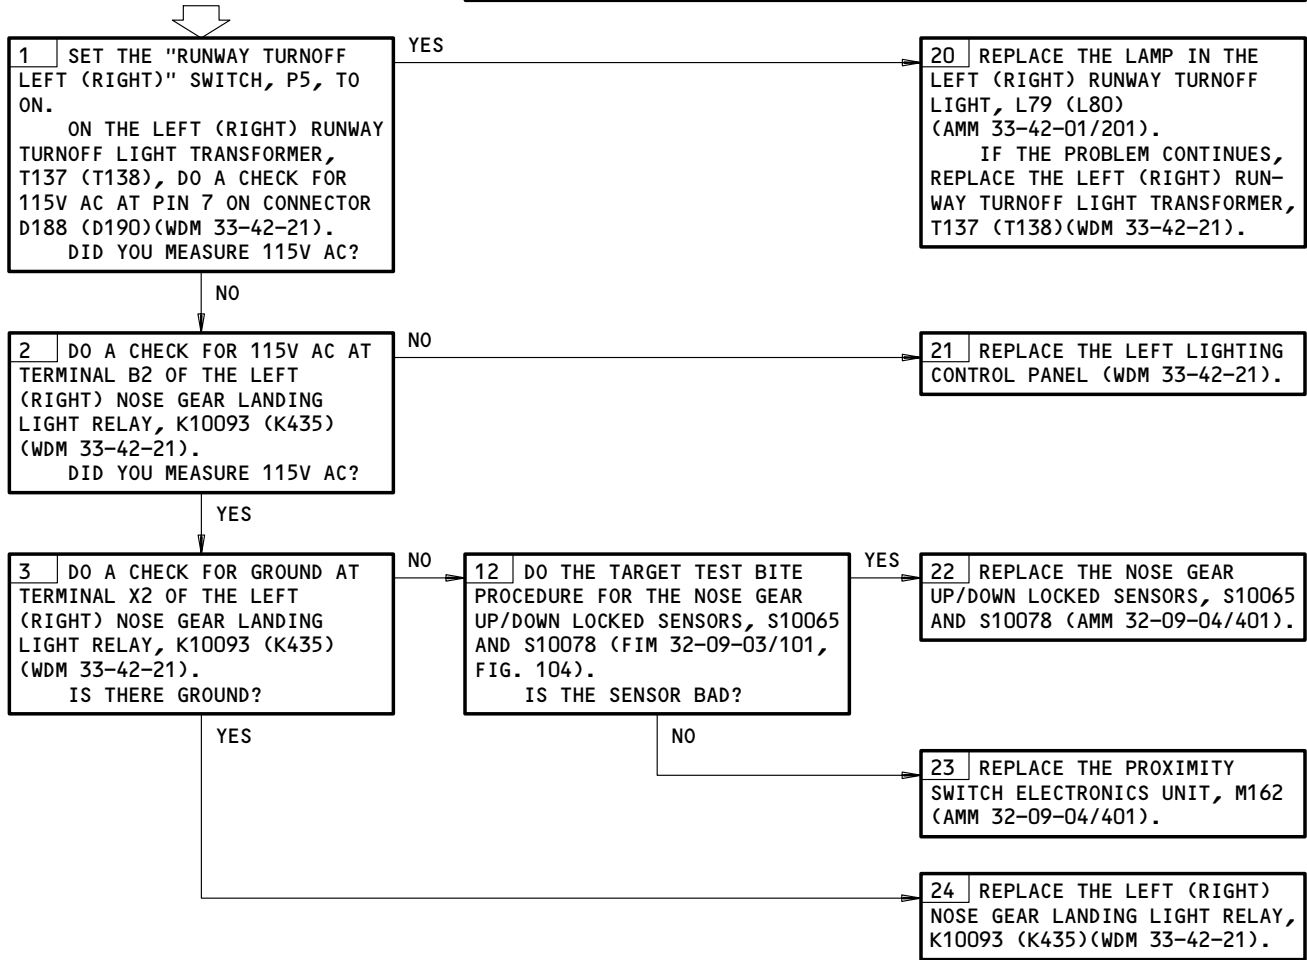 1 SET THE "RUNWAY TURNOFF
LEFT (RIGHT)" SWITCH, P5, TO
ON.
ON THE LEFT (RIGHT) RUNWAY
TURNOFF LIGHT TRANSFORMER,
T137 (T138), DO A CHECK FOR
115V AC AT PIN 7 ON CONNECTOR
D188 (D190)(WDM 33-42-21).
DID YOU MEASURE 115V AC?
YES
20 REPLACE THE LAMP IN THE
LEFT (RIGHT) RUNWAY TURNOFF
LIGHT, L79 (L80)
(AMM 33-42-01/201).
IF THE PROBLEM CONTINUES,
REPLACE THE LEFT (RIGHT) RUN-
WAY TURNOFF LIGHT TRANSFORMER,
T137 (T138)(WDM 33-42-21).
NO
2 DO A CHECK FOR 115V AC AT
TERMINAL B2 OF THE LEFT
(RIGHT) NOSE GEAR LANDING
LIGHT RELAY, K10093 (K435)
(WDM 33-42-21).
DID YOU MEASURE 115V AC?
NO
21 REPLACE THE LEFT LIGHTING
CONTROL PANEL (WDM 33-42-21).
YES
3 DO A CHECK FOR GROUND AT
TERMINAL X2 OF THE LEFT
(RIGHT) NOSE GEAR LANDING
LIGHT RELAY, K10093 (K435)
(WDM 33-42-21).
IS THERE GROUND?
NO
12 DO THE TARGET TEST BITE
PROCEDURE FOR THE NOSE GEAR
UP/DOWN LOCKED SENSORS, S10065
AND S10078 (FIM 32-09-03/101,
FIG. 104).
IS THE SENSOR BAD?
YES
22 REPLACE THE NOSE GEAR
UP/DOWN LOCKED SENSORS, S10065
AND S10078 (AMM 32-09-04/401).
YES
NO
23 REPLACE THE PROXIMITY
SWITCH ELECTRONICS UNIT, M162
(AMM 32-09-04/401).
24 REPLACE THE LEFT (RIGHT)
NOSE GEAR LANDING LIGHT RELAY,
K10093 (K435)(WDM 33-42-21).